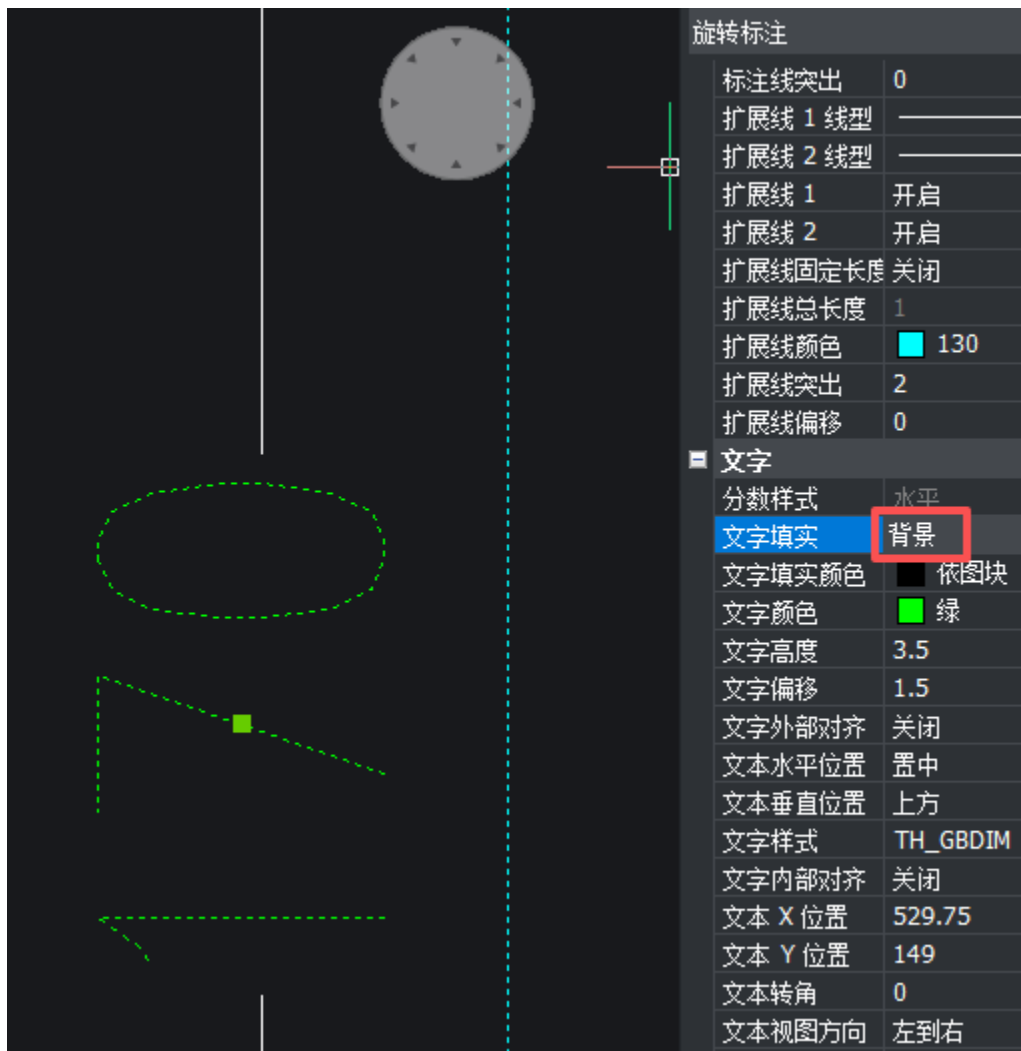 旋转标注
标注线突出 0
扩展线 1 线型
扩展线 2 线型
扩展线 1 开启
扩展线 2 开启
扩展线固定长度 关闭
扩展线总长度 1
扩展线颜色 130
扩展线突出 2
扩展线偏移 0
文字
分数样式 水平
文字填实 背景
文字填实颜色 依图块
文字颜色 绿
文字高度 3.5
文字偏移 1.5
文字外部对齐 关闭
文本水平位置 置中
文本垂直位置 上方
文字样式 TH_GBDIM
文字内部对齐 关闭
文本 X 位置 529.75
文本 Y 位置 149
文本转角 0
文本视图方向 左到右
170